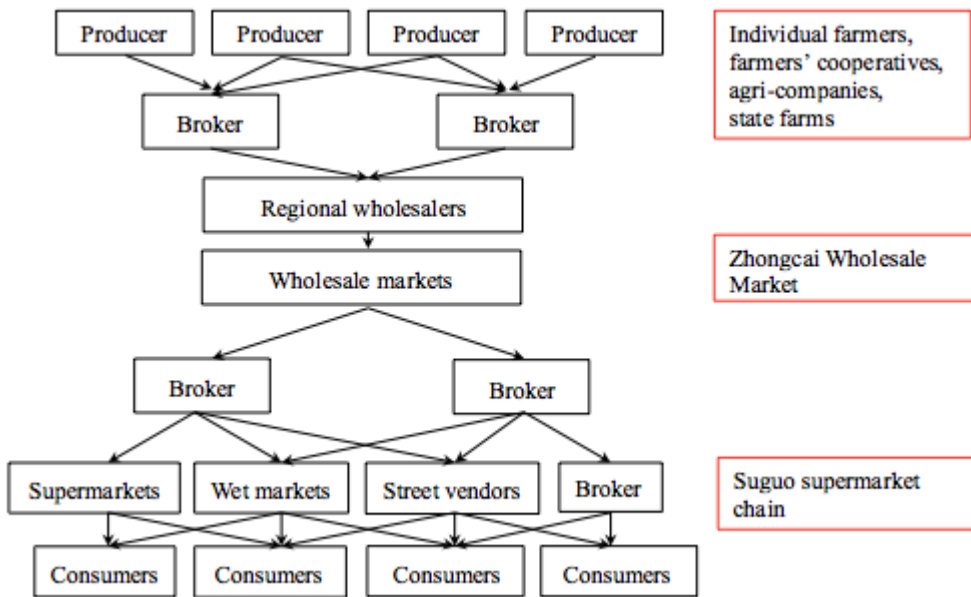 Producer
Producer
Producer
Producer
Individual farmers,
farmers' cooperatives,
agri-companies,
state farms
Broker
Broker
Regional wholesalers
Wholesale markets
Zhongcai Wholesale
Market
Broker
Broker
Supermarkets
Wet markets
Street vendors
Broker
Suguo supermarket
chain
Consumers
Consumers
Consumers
Consumers